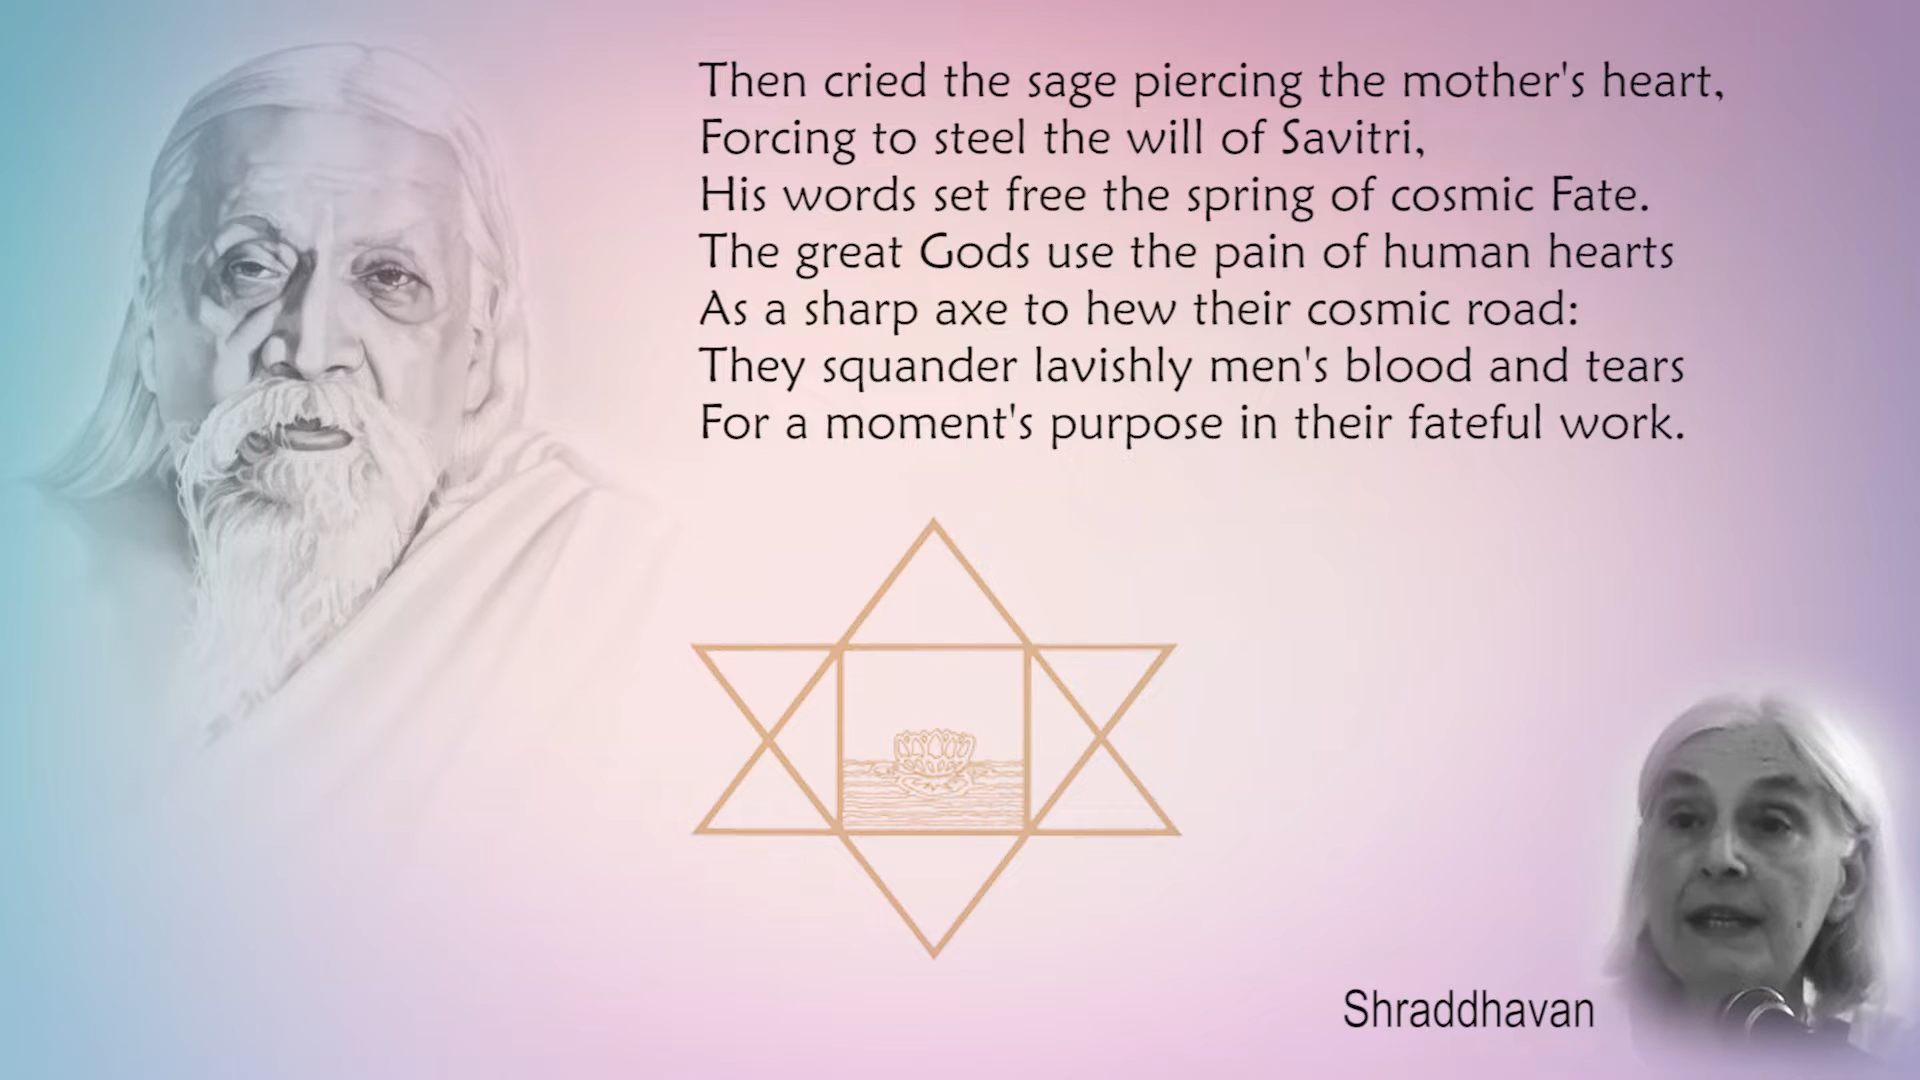 Then cried the sage piercing the mother's heart,
Forcing to steel the will of Savitri,
His words set free the spring of cosmic Fate.
The great Gods use the pain of human hearts
As a sharp axe to hew their cosmic road:
They squander lavishly men's blood and tears
For a moment's purpose in their fateful work.
Shraddhavan